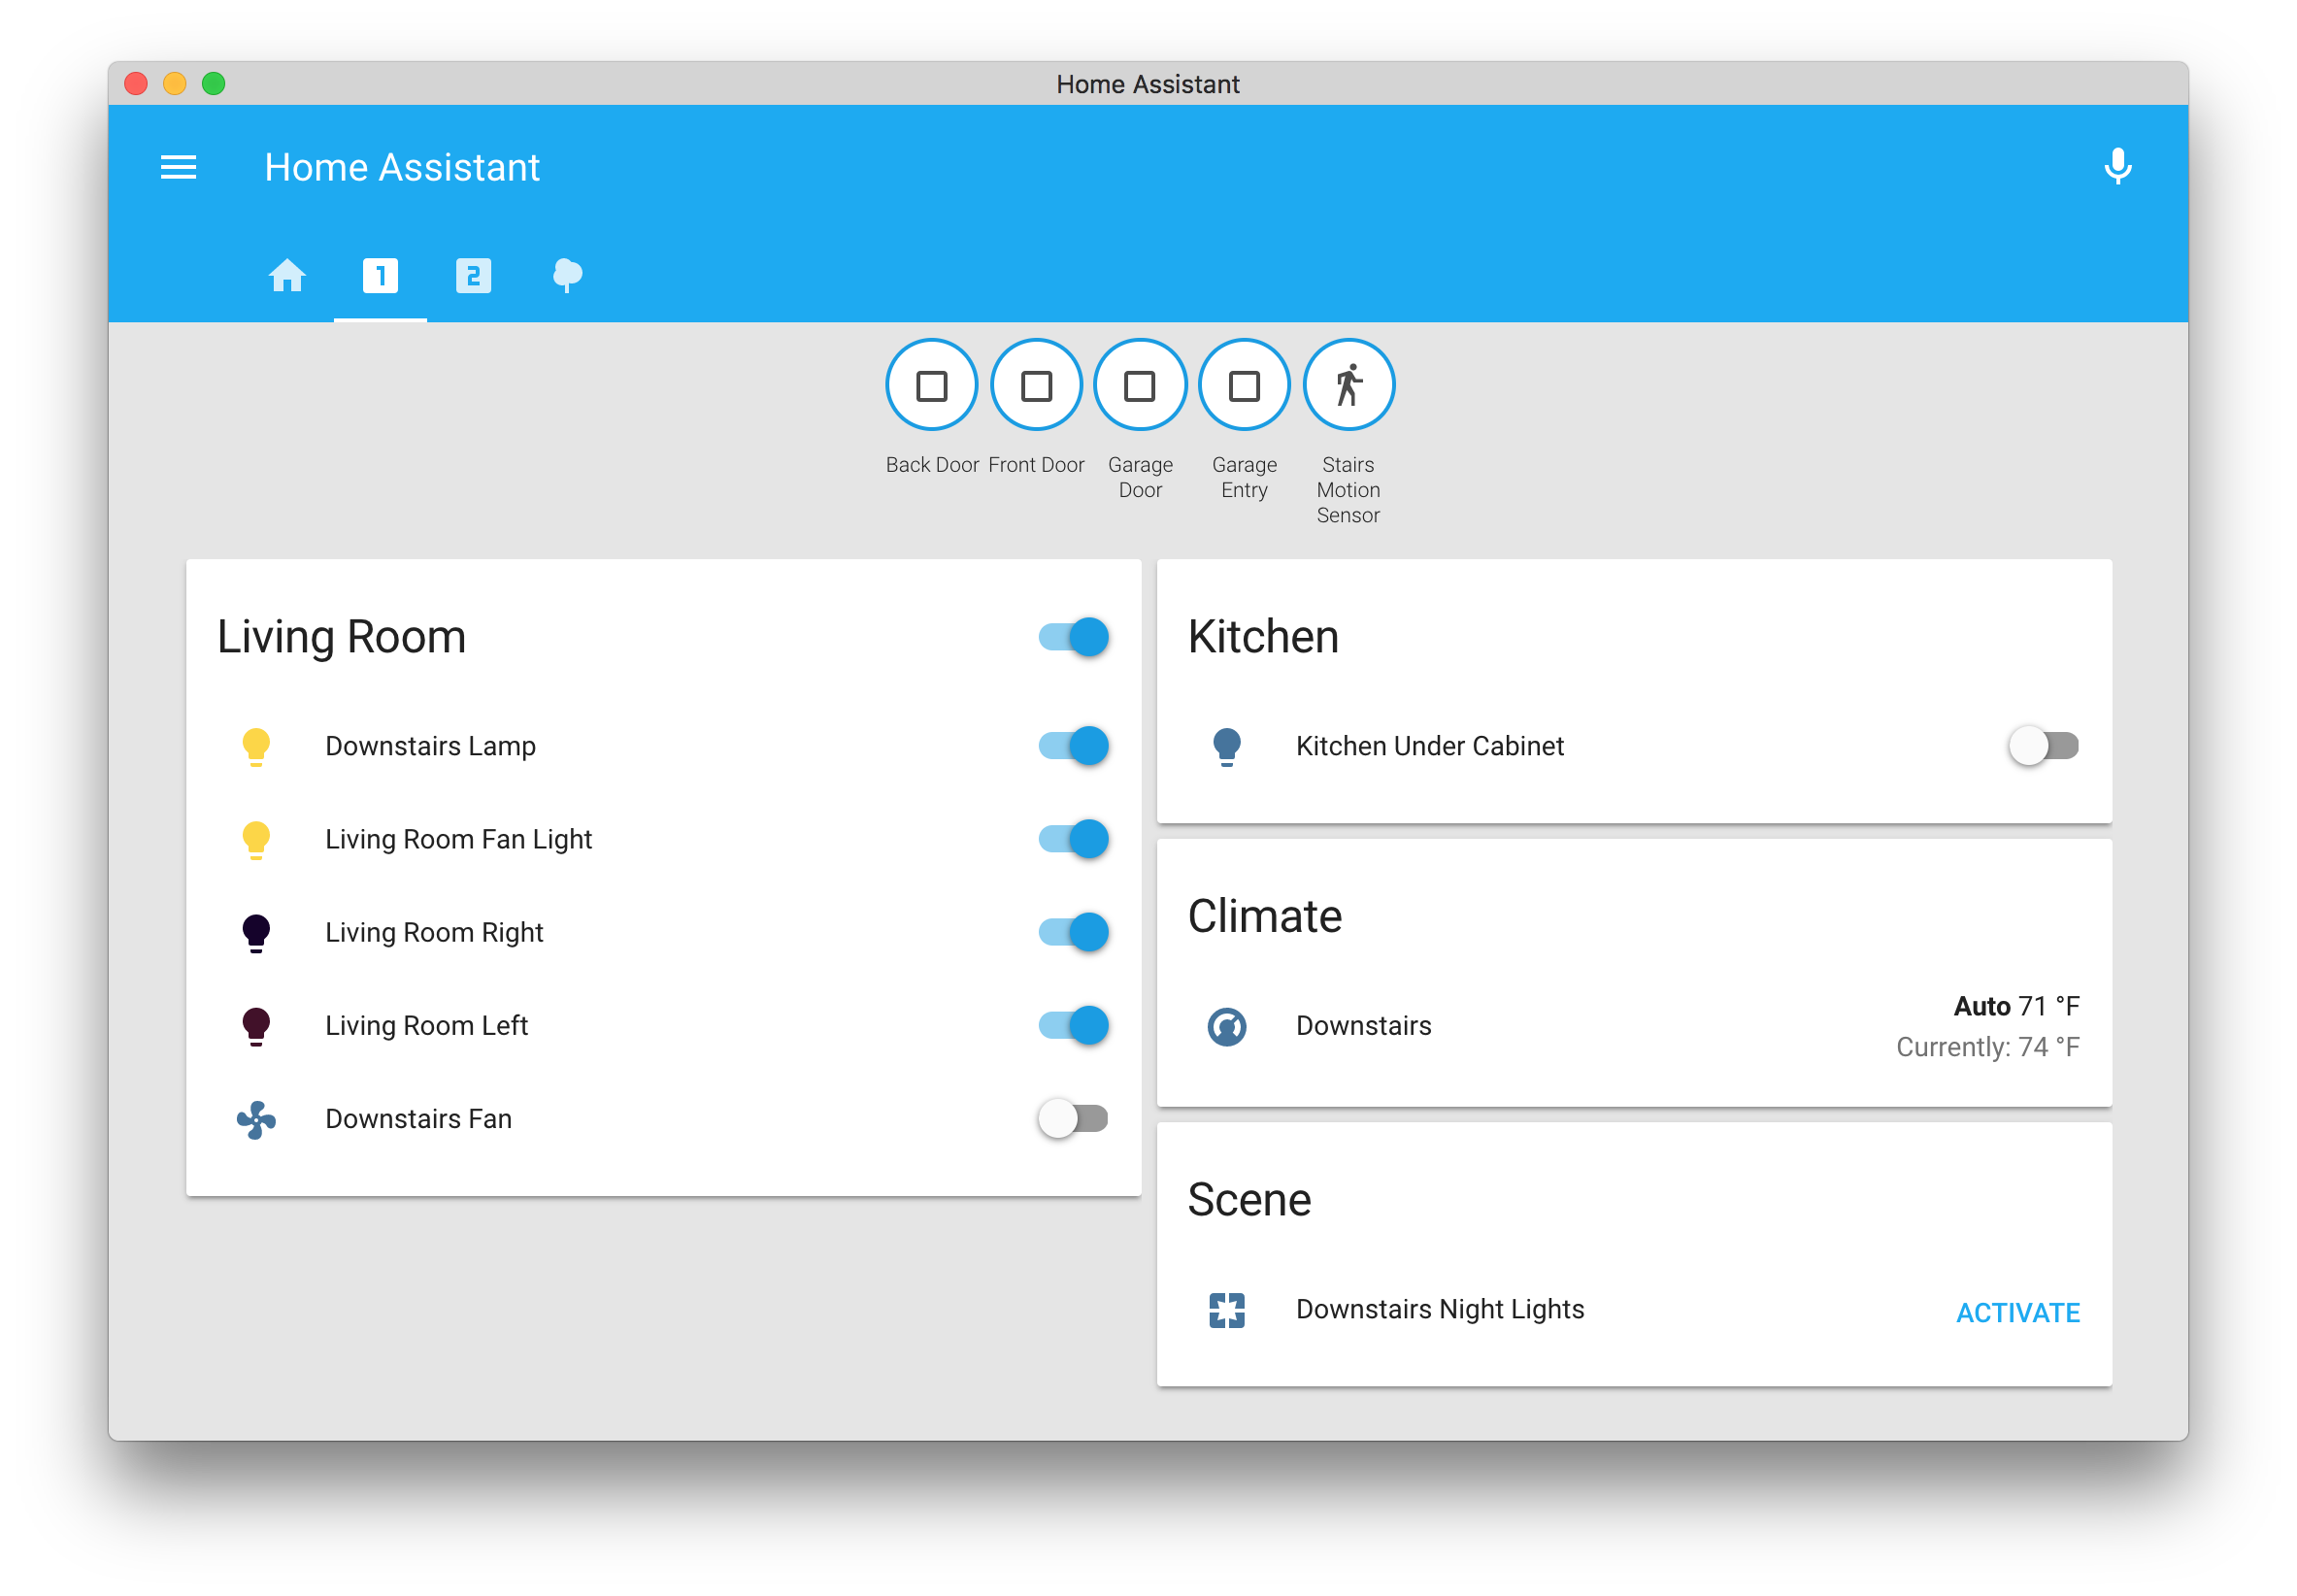 Home Assistant
Home Assistant
1
2
Back Door
Front Door
Garage
Door
Garage
Entry
Stairs
Motion
Sensor
Living Room
Downstairs Lamp
Living Room Fan Light
Living Room Right
Living Room Left
Downstairs Fan
Kitchen
Kitchen Under Cabinet
Climate
Downstairs
Auto 71 °F
Currently: 74 °F
Scene
Downstairs Night Lights
ACTIVATE